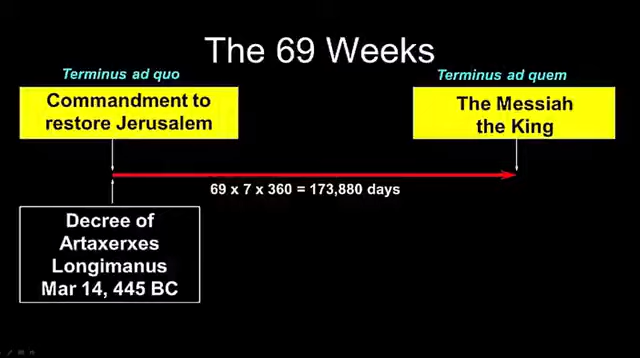 The 69 Weeks
Terminus ad quo
Terminus ad quem
Commandment to
restore Jerusalem
The Messiah
the King
69 x 7 x 360 = 173,880 days
Decree of
Artaxerxes
Longimanus
Mar 14, 445 BC